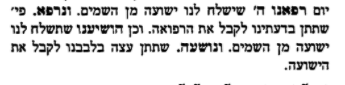 יום רפאנו ה׳ שישלח לנו ישועה מן השמים. ונרפא. פי׳
שתתן בדעתינו לקבל את הרפואה. וכן הושיענו שתשלח לנו
ישועה מן השמים. ונושעה. שתתן עצה בלבבנו לקבל את
הישועה.